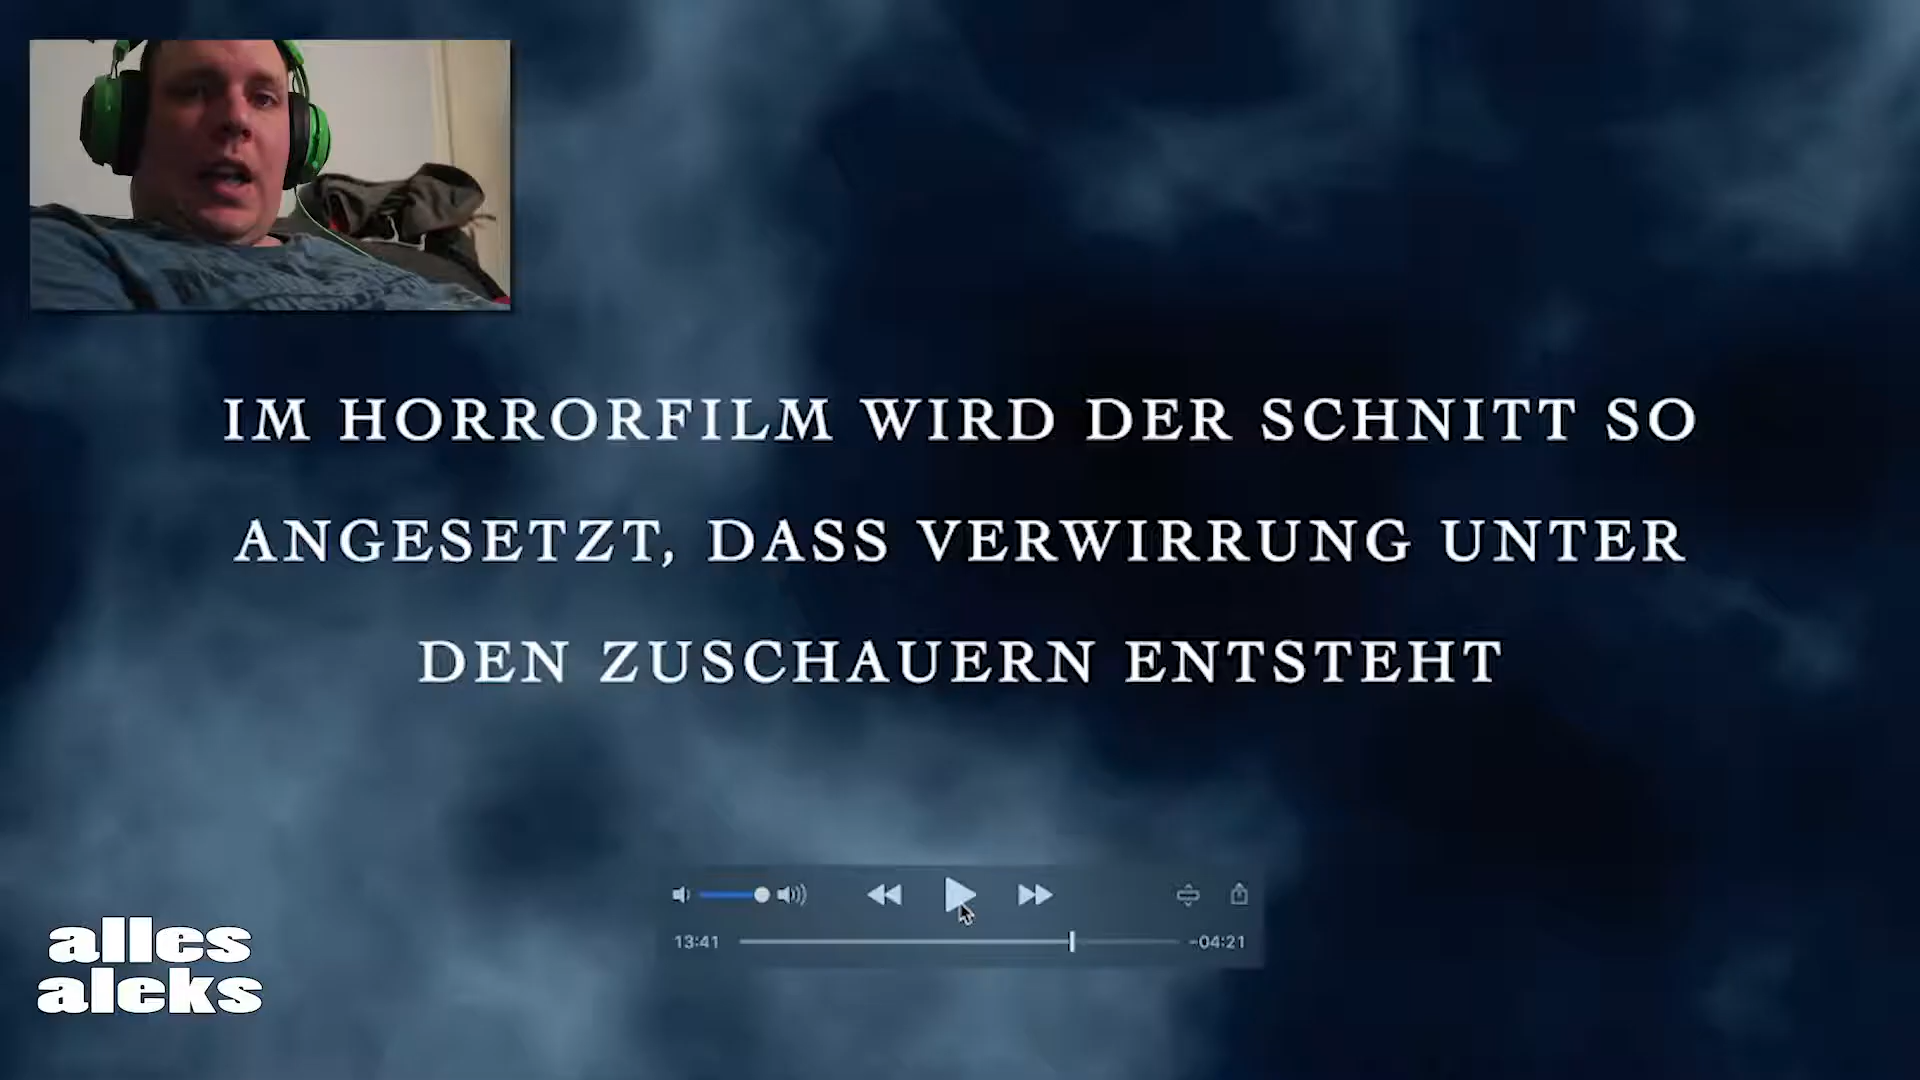 IM HORRORFILM WIRD DER SCHNITT SO
ANGESETZT, DASS VERWIRRUNG UNTER
DEN ZUSCHAUERN ENTSTEHT
13:41
-04:21
alles
aleks